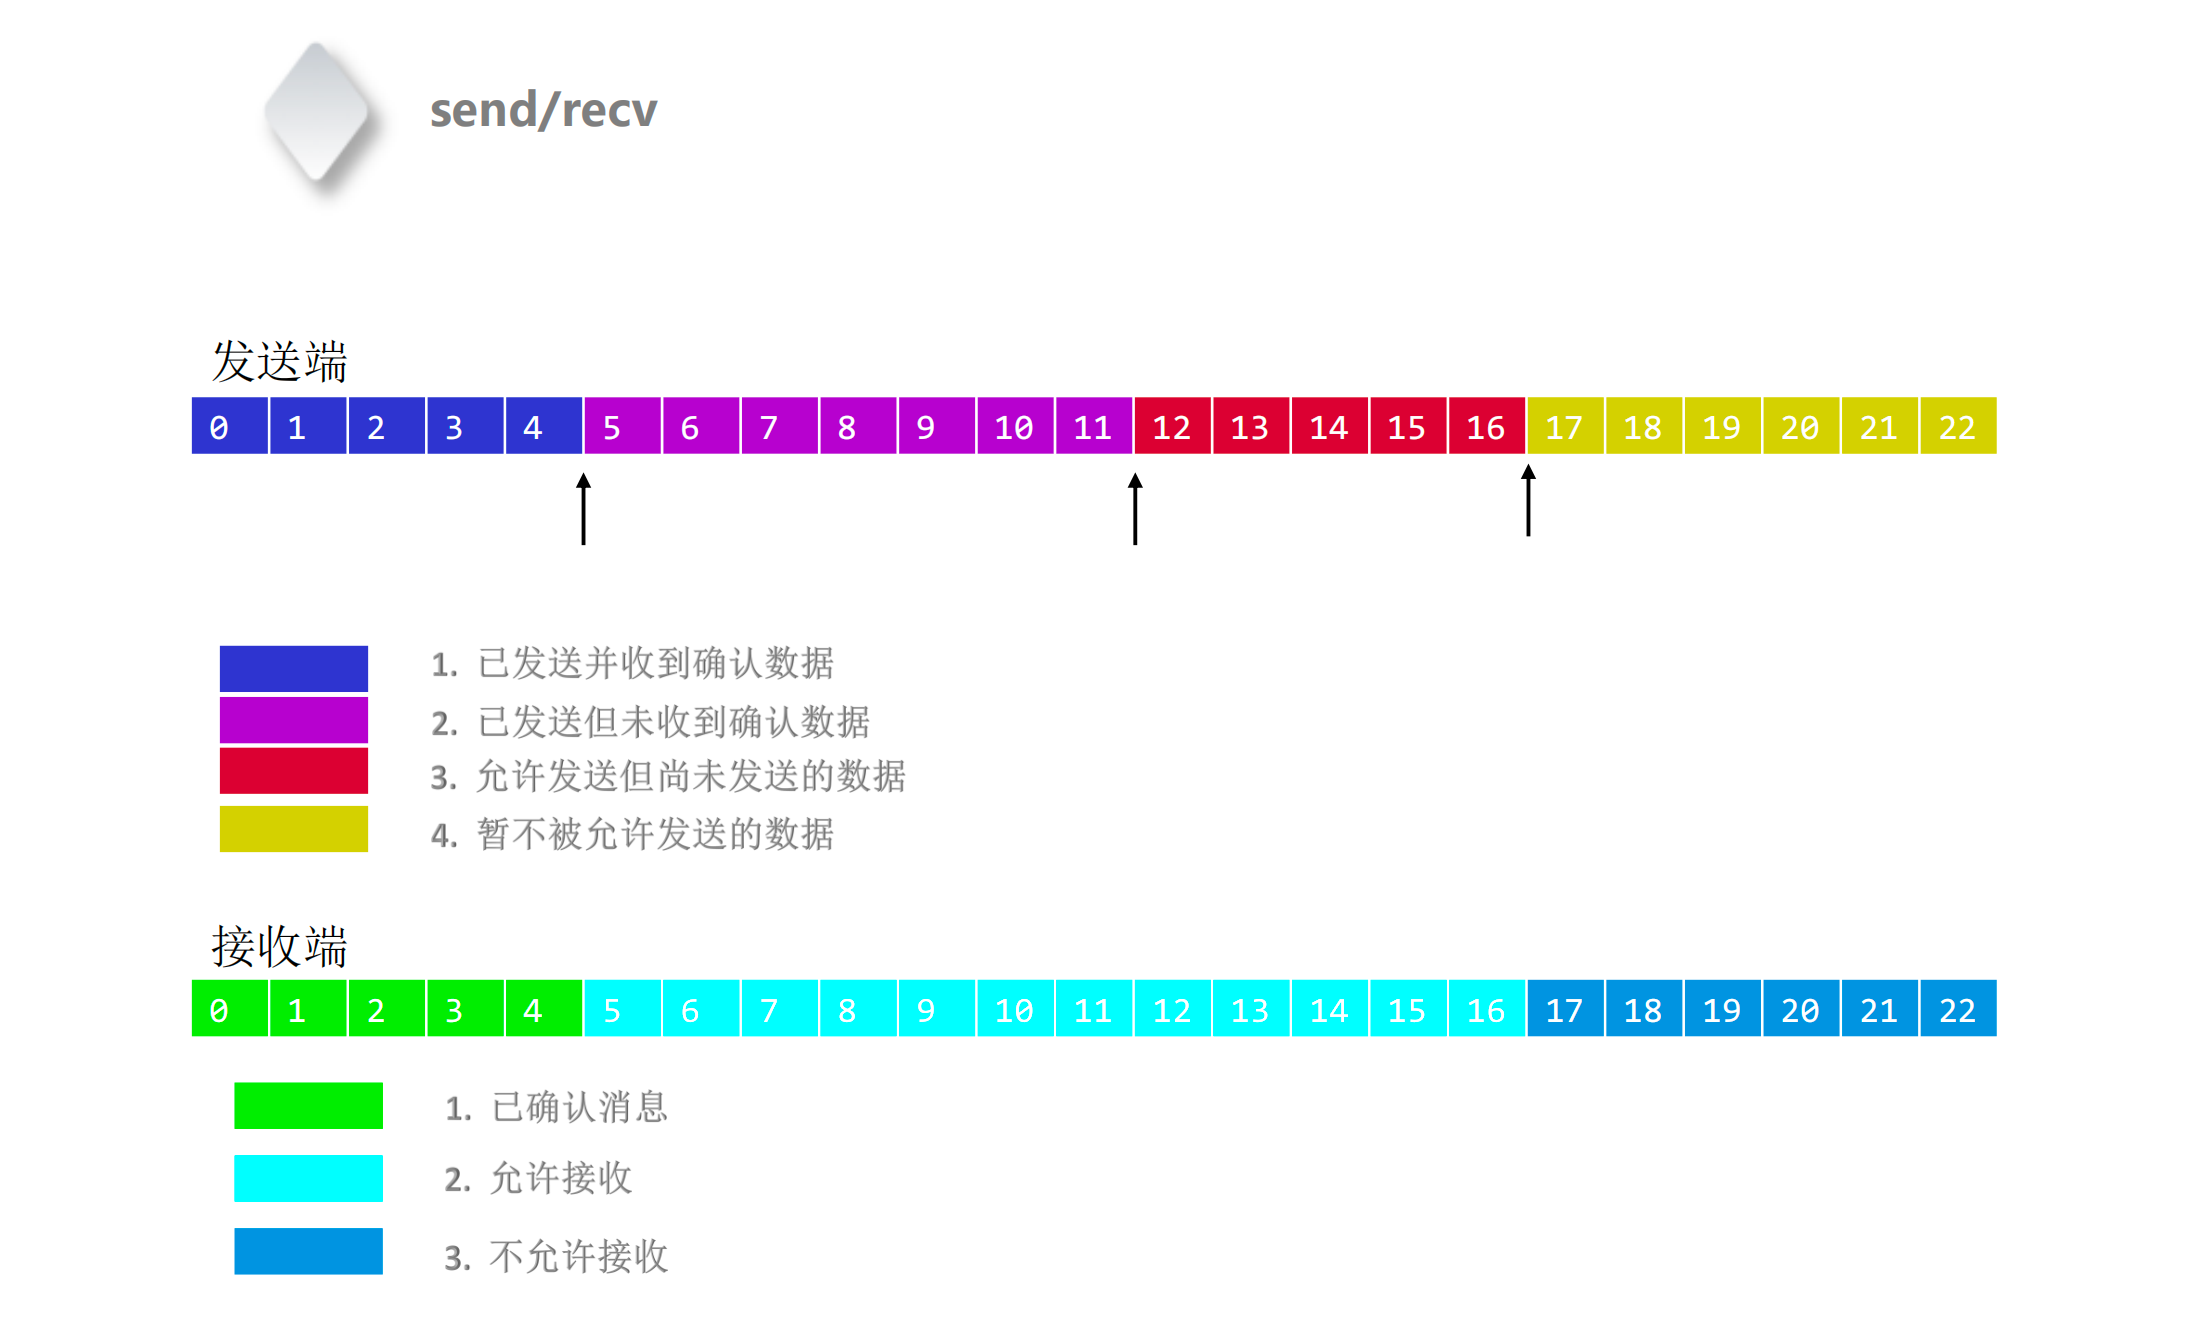 send/recv
发送端
0 1 2 3 4 5 6 7 8 9 10 11 12 13 14 15 16 17 18 19 20 21 22
1. 已发送并收到确认数据
2. 已发送但未收到确认数据
3. 允许发送但尚未发送的数据
4. 暂不被允许发送的数据
接收端
0 1 2 3 4 5 6 7 8 9 10 11 12 13 14 15 16 17 18 19 20 21 22
1. 已确认消息
2. 允许接收
3. 不允许接收